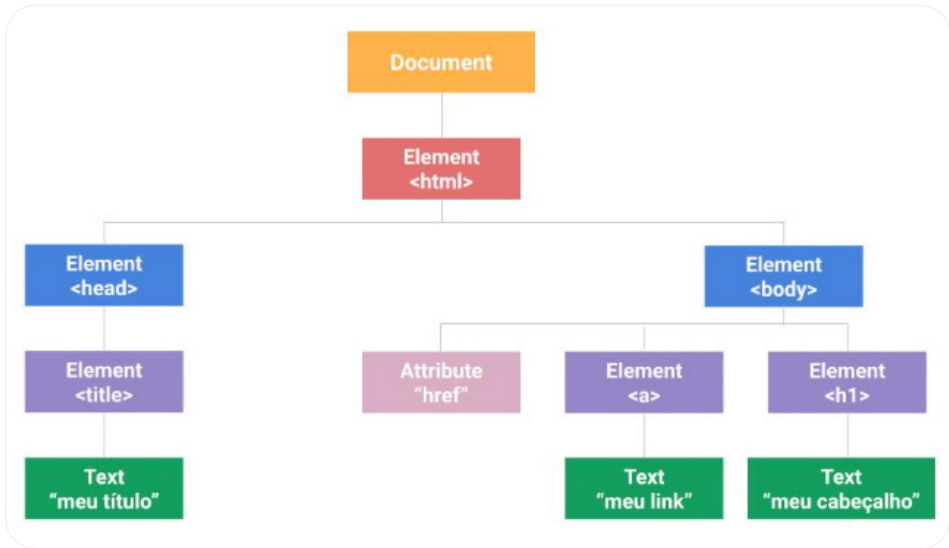 Document
Element
<html>
Element
<head>
Element
<body>
Element
<title>
Attribute
“href”
Element
<a>
Element
<h1>
Text
“meu título”
Text
“meu link”
Text
“meu cabeçalho”